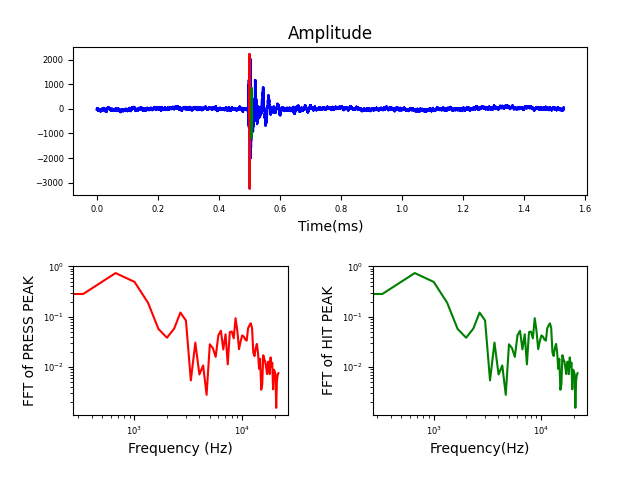 Amplitude
2000
1000
0
−1000
−2000
−3000
0.0 0.2 0.4 0.6 0.8 1.0 1.2 1.4 1.6
Time(ms)
FFT of PRESS PEAK
10⁰
10⁻¹
10⁻²
10³ 10⁴
Frequency (Hz)
FFT of HIT PEAK
10⁰
10⁻¹
10⁻²
10³ 10⁴
Frequency(Hz)